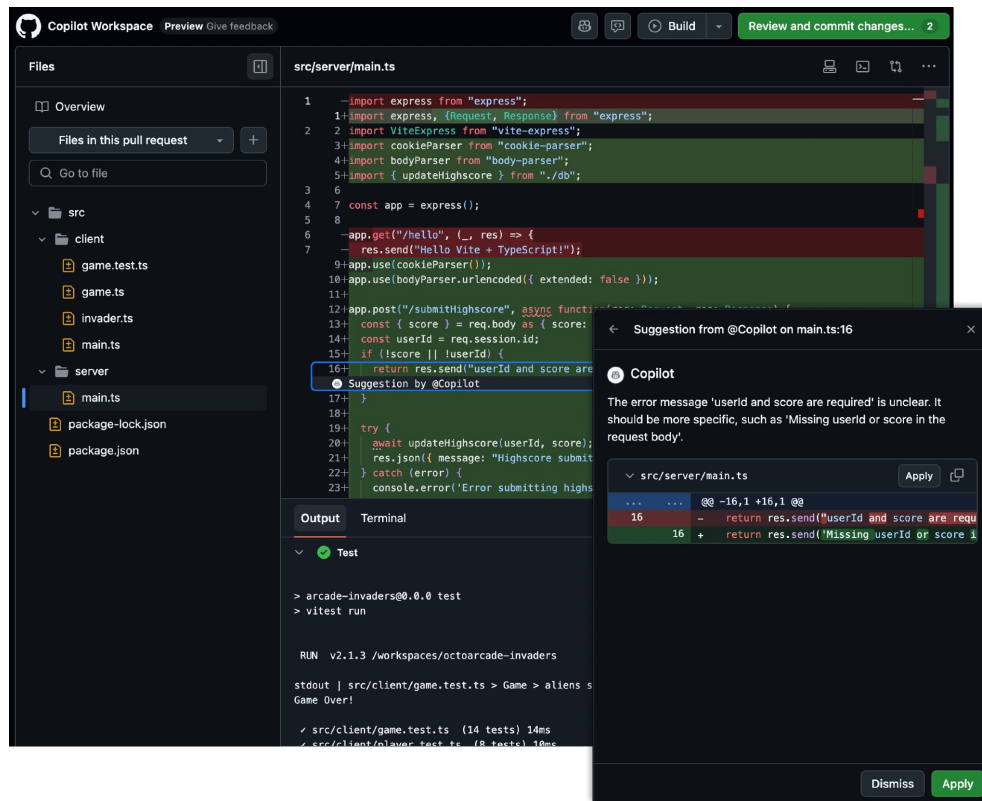 Copilot Workspace Preview Give feedback
Build
Review and commit changes... 2
Files
Overview
Files in this pull request
Go to file
src
client
game.test.ts
game.ts
invader.ts
main.ts
server
main.ts
package-lock.json
package.json
src/server/main.ts
1 —import express from "express";
1+import express, {Request, Response} from "express";
2 2 import ViteExpress from "vite-express";
3+import cookieParser from "cookie-parser";
4+import bodyParser from "body-parser";
5+import { updateHighscore } from "./db";
3 6
4 7 const app = express();
5 8
6 —app.get("/hello", (_, res) => {
7 — res.send("Hello Vite + TypeScript!");
9+app.use(cookieParser());
10+app.use(bodyParser.urlencoded({ extended: false }));
11+
12+app.post("/submitHighscore", async functi
13+ const { score } = req.body as { score:
14+ const userId = req.session.id;
15+ if (!score || !userId) {
16+ return res.send("userId and score are
Suggestion by @Copilot
17+ }
18+
19+ try {
20+ await updateHighscore(userId, score);
21+ res.json({ message: "Highscore submit
22+ } catch (error) {
23+ console.error('Error submitting highs
Output Terminal
Test
> arcade-invaders@0.0.0 test
> vitest run
RUN v2.1.3 /workspaces/octoarcade-invaders
stdout | src/client/game.test.ts > Game > aliens s
Game Over!
✓ src/client/game.test.ts (14 tests) 14ms
✓ src/client/player.test.ts (8 tests) 10ms
Suggestion from @Copilot on main.ts:16
Copilot
The error message 'userId and score are required' is unclear. It
should be more specific, such as 'Missing userId or score in the
request body'.
src/server/main.ts Apply
... ... @@ -16,1 +16,1 @@
16 - return res.send("userId and score are requ
16 + return res.send('Missing userId or score i
Dismiss Apply